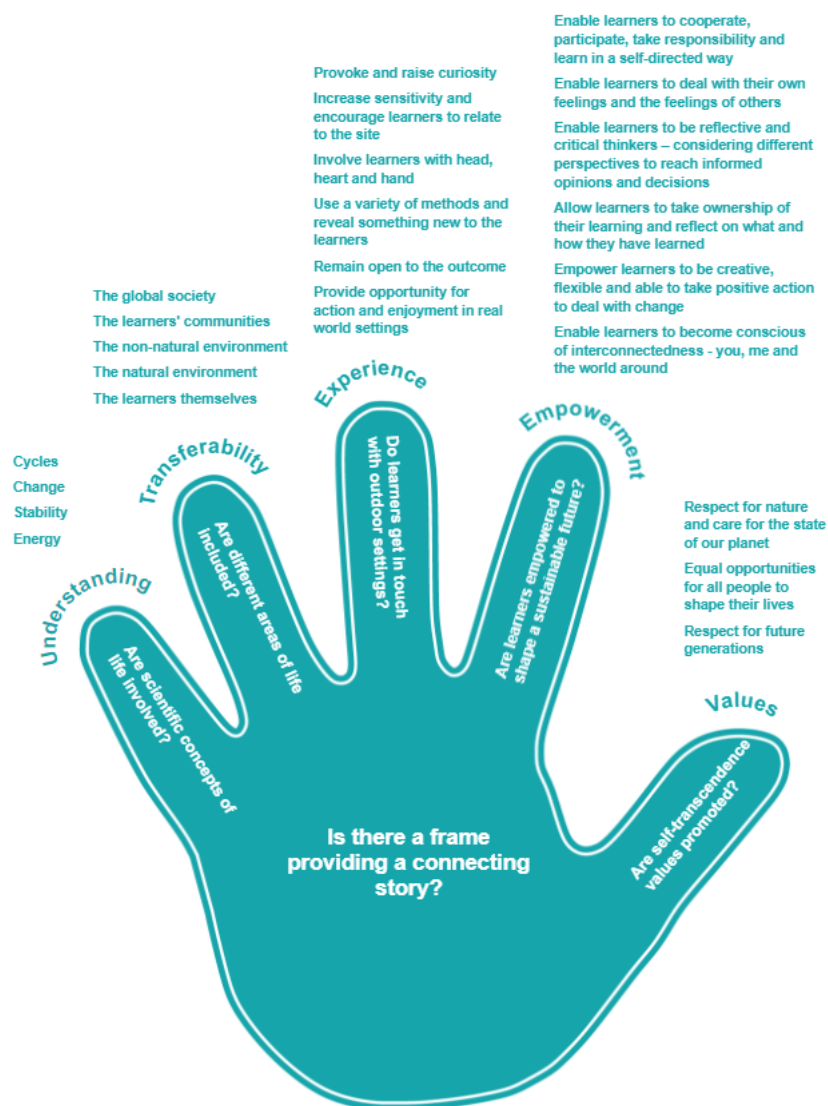 Enable learners to cooperate,
participate, take responsibility and
learn in a self-directed way
Enable learners to deal with their own
feelings and the feelings of others
Enable learners to be reflective and
critical thinkers – considering different
perspectives to reach informed
opinions and decisions
Allow learners to take ownership of
their learning and reflect on what and
how they have learned
Empower learners to be creative,
flexible and able to take positive action
to deal with change
Enable learners to become conscious
of interconnectedness - you, me and
the world around
Provoke and raise curiosity
Increase sensitivity and
encourage learners to relate
to the site
Involve learners with head,
heart and hand
Use a variety of methods and
reveal something new to the
learners
Remain open to the outcome
Provide opportunity for
action and enjoyment in real
world settings
The global society
The learners' communities
The non-natural environment
The natural environment
The learners themselves
Cycles
Change
Stability
Energy
Respect for nature
and care for the state
of our planet
Equal opportunities
for all people to
shape their lives
Respect for future
generations
Understanding
Are scientific concepts of
life involved?
Transferability
Are different areas of life
included?
Experience
Do learners get in touch
with outdoor settings?
Empowerment
Are learners empowered to
shape a sustainable future?
Values
Are self-transcendence
values promoted?
Is there a frame
providing a connecting
story?